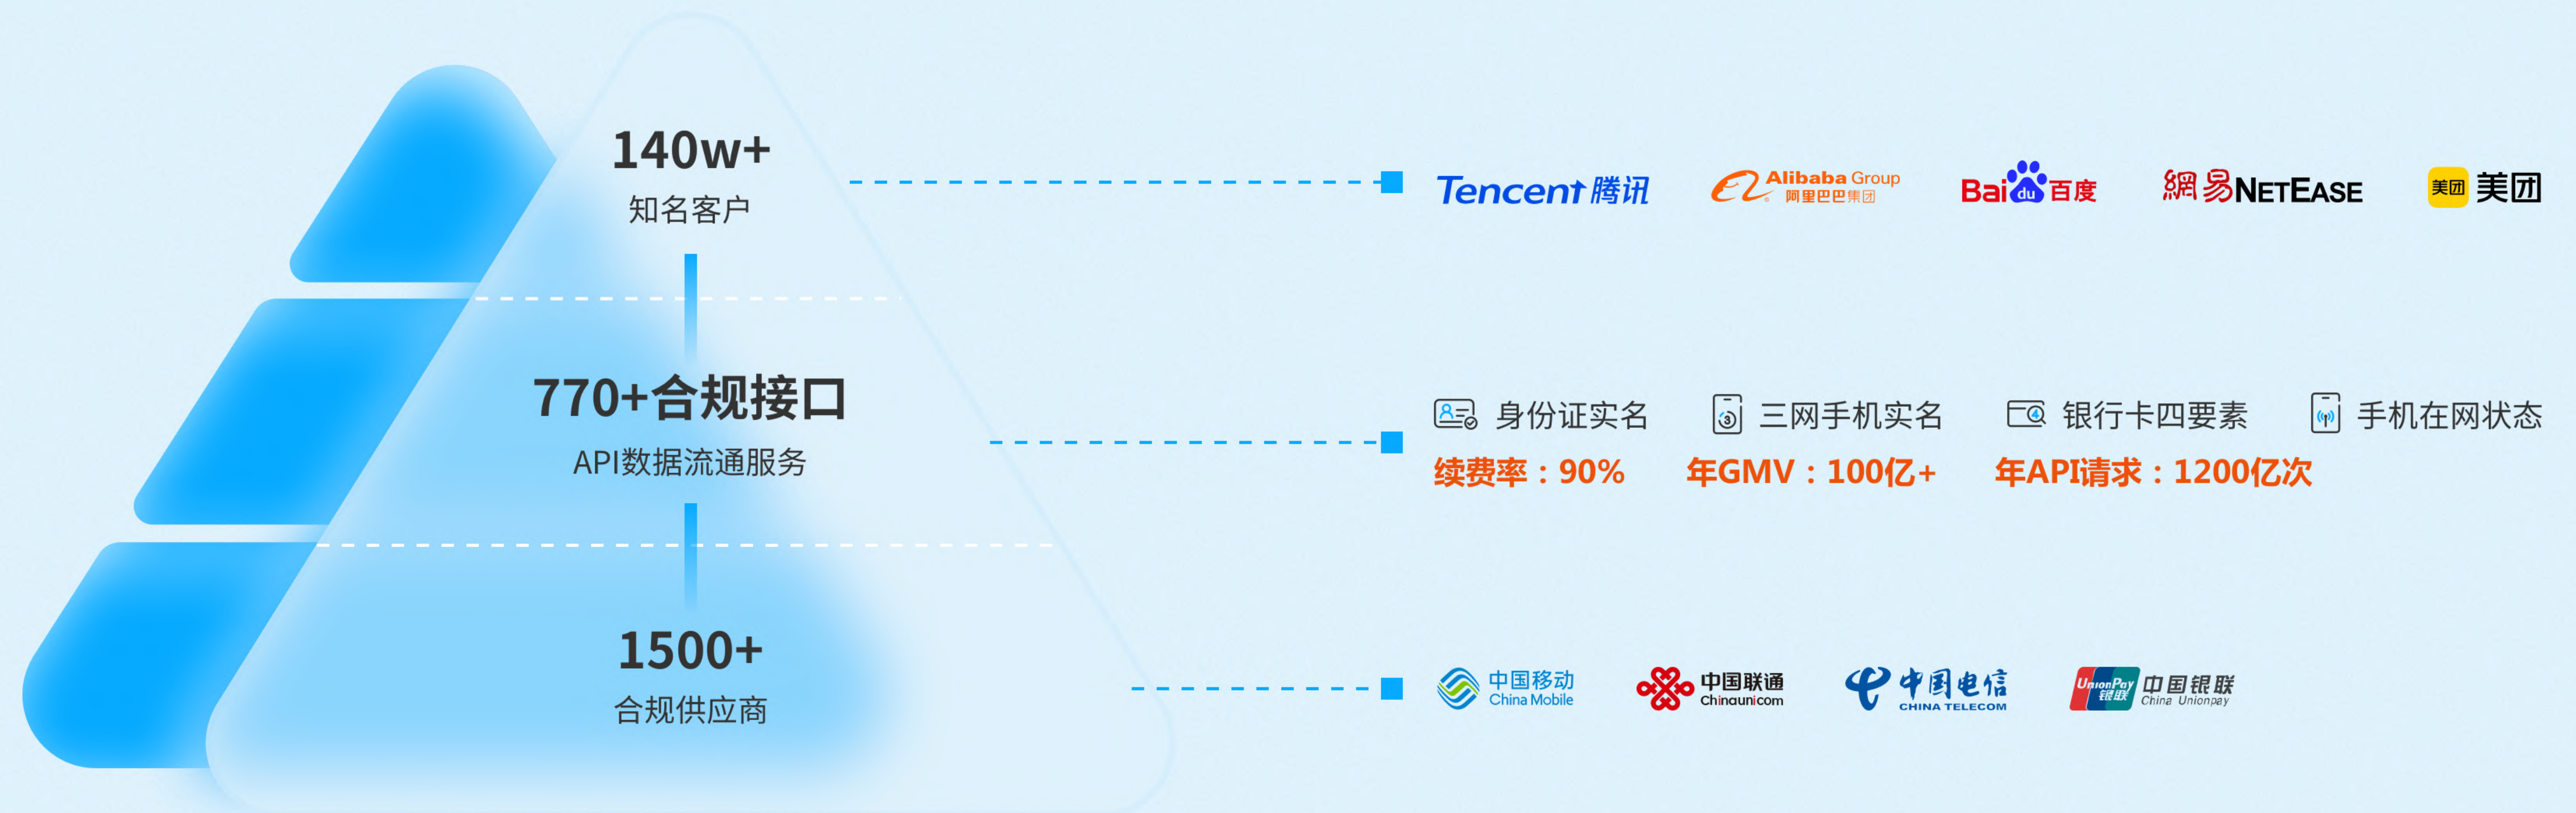 140w+
知名客户
Tencent 腾讯
Alibaba Group
阿里巴巴集团
Bai du 百度
網易 NETEASE
美团 美团
770+合规接口
API数据流通服务
身份证实名
3 三网手机实名
4 银行卡四要素
手机在网状态
续费率：90%
年GMV：100亿+
年API请求：1200亿次
1500+
合规供应商
中国移动
China Mobile
中国联通
Chinaunicom
中国电信
CHINA TELECOM
UnionPay
银联
中国银联
China Unionpay